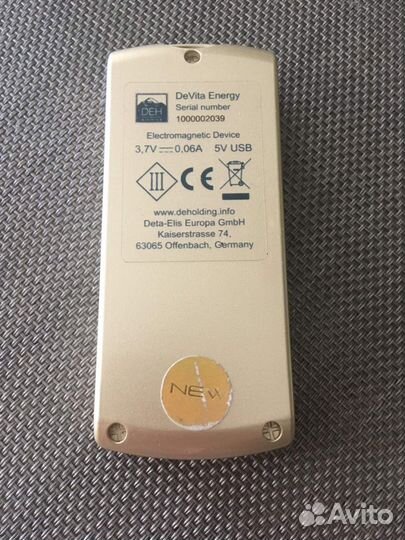 DEH
DeVita Energy
Serial number
1000002039
Electromagnetic Device
3,7V⎓0,06A 5V USB
III CE
www.deholding.info
Deta-Elis Europa GmbH
Kaiserstrasse 74,
63065 Offenbach, Germany
NEW
Avito